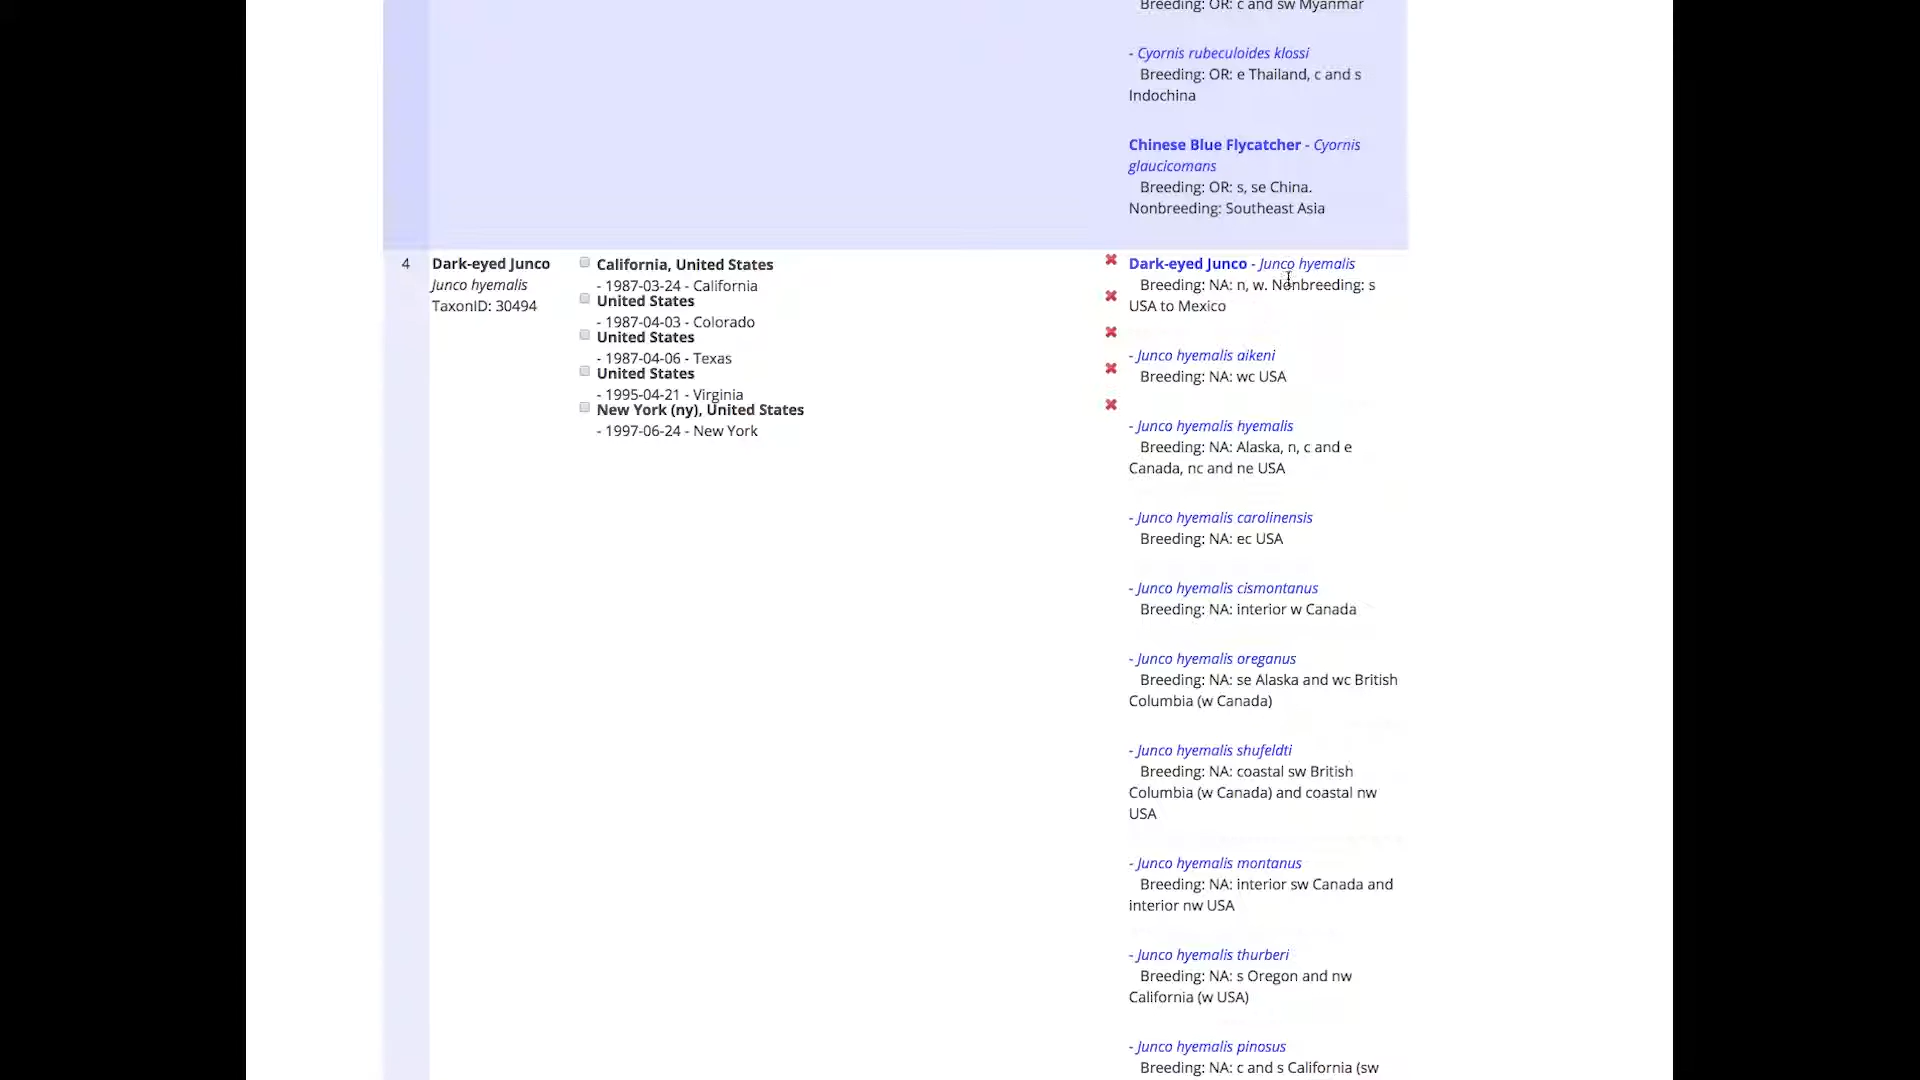 Breeding: OR: c and sw Myanmar
- Cyornis rubeculoides klossi
Breeding: OR: e Thailand, c and s
Indochina
Chinese Blue Flycatcher - Cyornis
glaucicomans
Breeding: OR: s, se China.
Nonbreeding: Southeast Asia
4
Dark-eyed Junco
Junco hyemalis
TaxonID: 30494
California, United States
- 1987-03-24 - California
United States
- 1987-04-03 - Colorado
United States
- 1987-04-06 - Texas
United States
- 1995-04-21 - Virginia
New York (ny), United States
- 1997-06-24 - New York
Dark-eyed Junco - Junco hyemalis
Breeding: NA: n, w. Nonbreeding: s
USA to Mexico
- Junco hyemalis aikeni
Breeding: NA: wc USA
- Junco hyemalis hyemalis
Breeding: NA: Alaska, n, c and e
Canada, nc and ne USA
- Junco hyemalis carolinensis
Breeding: NA: ec USA
- Junco hyemalis cismontanus
Breeding: NA: interior w Canada
- Junco hyemalis oreganus
Breeding: NA: se Alaska and wc British
Columbia (w Canada)
- Junco hyemalis shufeldti
Breeding: NA: coastal sw British
Columbia (w Canada) and coastal nw
USA
- Junco hyemalis montanus
Breeding: NA: interior sw Canada and
interior nw USA
- Junco hyemalis thurberi
Breeding: NA: s Oregon and nw
California (w USA)
- Junco hyemalis pinosus
Breeding: NA: c and s California (sw